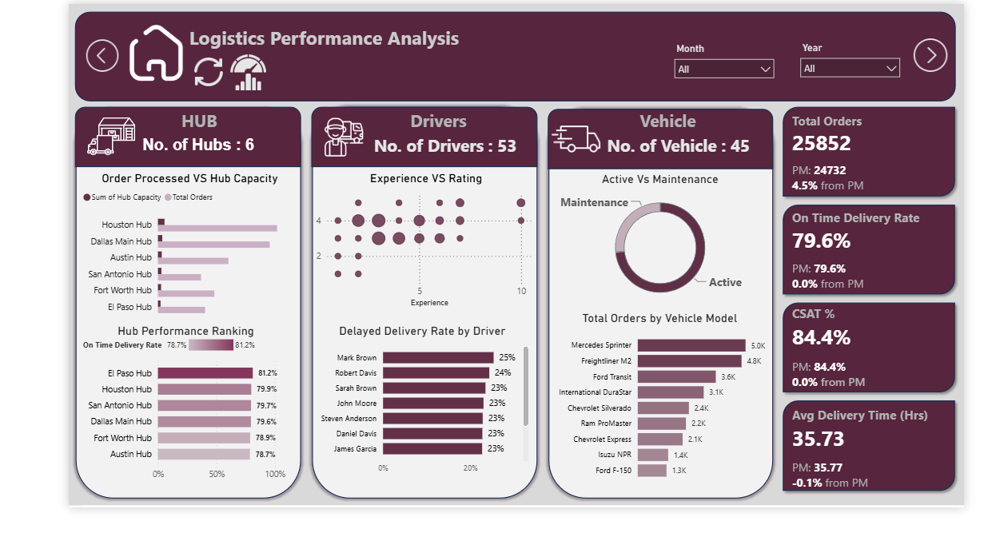 Logistics Performance Analysis
Month
All
Year
All
HUB
No. of Hubs : 6
Order Processed VS Hub Capacity
Sum of Hub Capacity Total Orders
Houston Hub
Dallas Main Hub
Austin Hub
San Antonio Hub
Fort Worth Hub
El Paso Hub
Hub Performance Ranking
On Time Delivery Rate 78.7% 81.2%
El Paso Hub 81.2%
Houston Hub 79.9%
San Antonio Hub 79.7%
Dallas Main Hub 79.6%
Fort Worth Hub 78.9%
Austin Hub 78.7%
0% 50% 100%
Drivers
No. of Drivers : 53
Experience VS Rating
4
2
5 10
Experience
Delayed Delivery Rate by Driver
Mark Brown 25%
Robert Davis 24%
Sarah Brown 23%
John Moore 23%
Steven Anderson 23%
Daniel Davis 23%
James Garcia 23%
0% 20%
Vehicle
No. of Vehicle : 45
Active Vs Maintenance
Maintenance
Active
Total Orders by Vehicle Model
Mercedes Sprinter 5.0K
Freightliner M2 4.8K
Ford Transit 3.6K
International DuraStar 3.1K
Chevrolet Silverado 2.4K
Ram ProMaster 2.2K
Chevrolet Express 2.1K
Isuzu NPR 1.4K
Ford F-150 1.3K
Total Orders
25852
PM: 24732
4.5% from PM
On Time Delivery Rate
79.6%
PM: 79.6%
0.0% from PM
CSAT %
84.4%
PM: 84.4%
0.0% from PM
Avg Delivery Time (Hrs)
35.73
PM: 35.77
-0.1% from PM